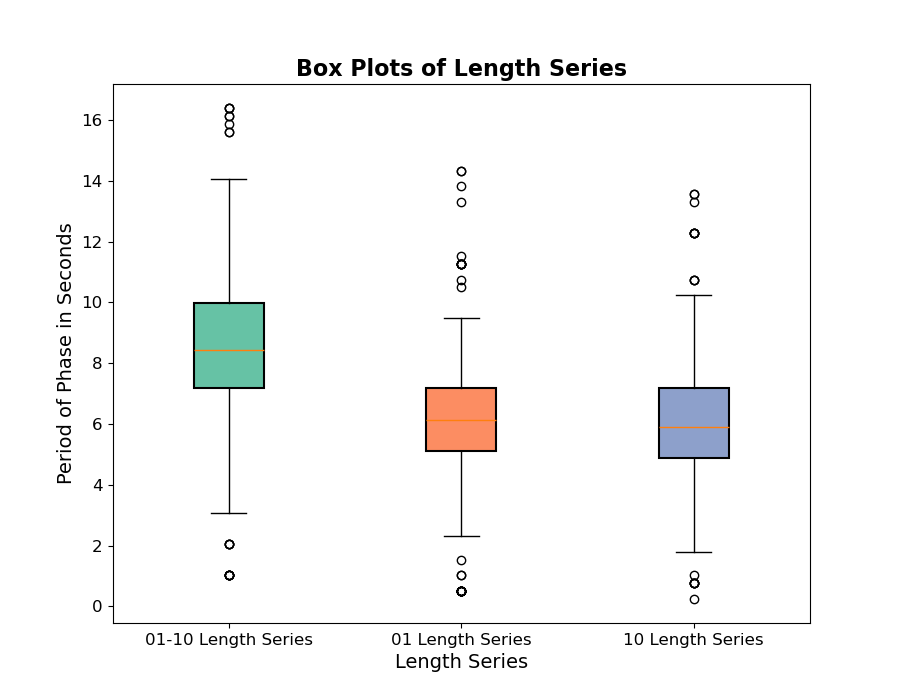 Box Plots of Length Series
Period of Phase in Seconds
16
14
12
10
8
6
4
2
0
01-10 Length Series
01 Length Series
10 Length Series
Length Series